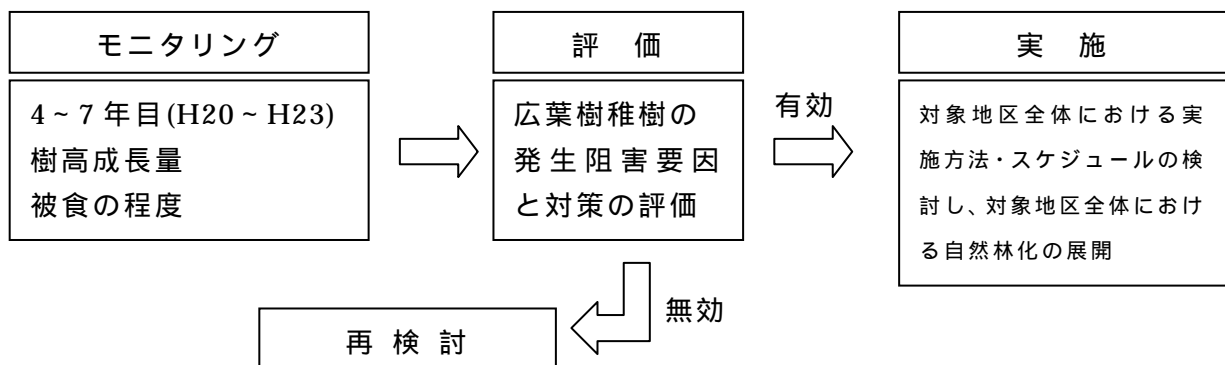 モニタリング
4~7年目(H20~H23)
樹高成長量
被食の程度
評 価
広葉樹稚樹の
発生阻害要因
と対策の評価
有効
実 施
対象地区全体における実
施方法・スケジュールの検
討し、対象地区全体におけ
る自然林化の展開
無効
再 検 討